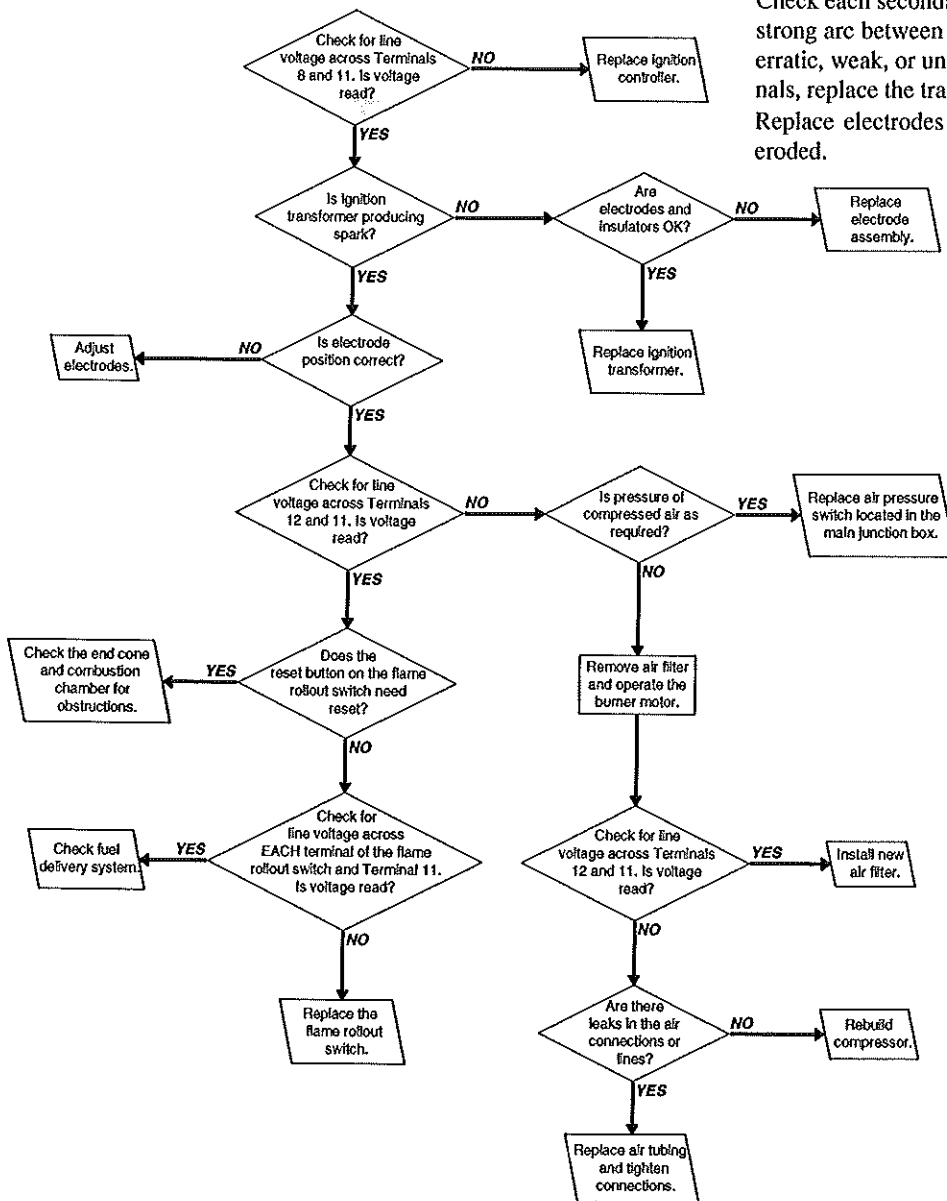 Check each seconda
strong arc between
erratic, weak, or un
nals, replace the tra
Replace electrodes
eroded.
Check for line
voltage across Terminals
8 and 11. Is voltage
read?
NO
Replace ignition
controller.
YES
Is ignition
transformer producing
spark?
NO
Are
electrodes and
insulators OK?
NO
Replace
electrode
assembly.
YES
YES
Replace ignition
transformer.
Is electrode
position correct?
NO
Adjust
electrodes.
YES
Check for line
voltage across Terminals
12 and 11. Is voltage
read?
NO
Is pressure of
compressed air as
required?
YES
Replace air pressure
switch located in the
main junction box.
YES
NO
Does the
reset button on the flame
rollout switch need
reset?
YES
Check the end cone
and combustion
chamber for
obstructions.
Remove air filter
and operate the
burner motor.
NO
Check for
line voltage across
EACH terminal of the flame
rollout switch and Terminal 11.
Is voltage read?
YES
Check fuel
delivery system.
Check for line
voltage across Terminals
12 and 11. Is voltage
read?
YES
Install new
air filter.
NO
NO
Replace the
flame rollout
switch.
Are there
leaks in the air
connections or
lines?
NO
Rebuild
compressor.
YES
Replace air tubing
and tighten
connections.